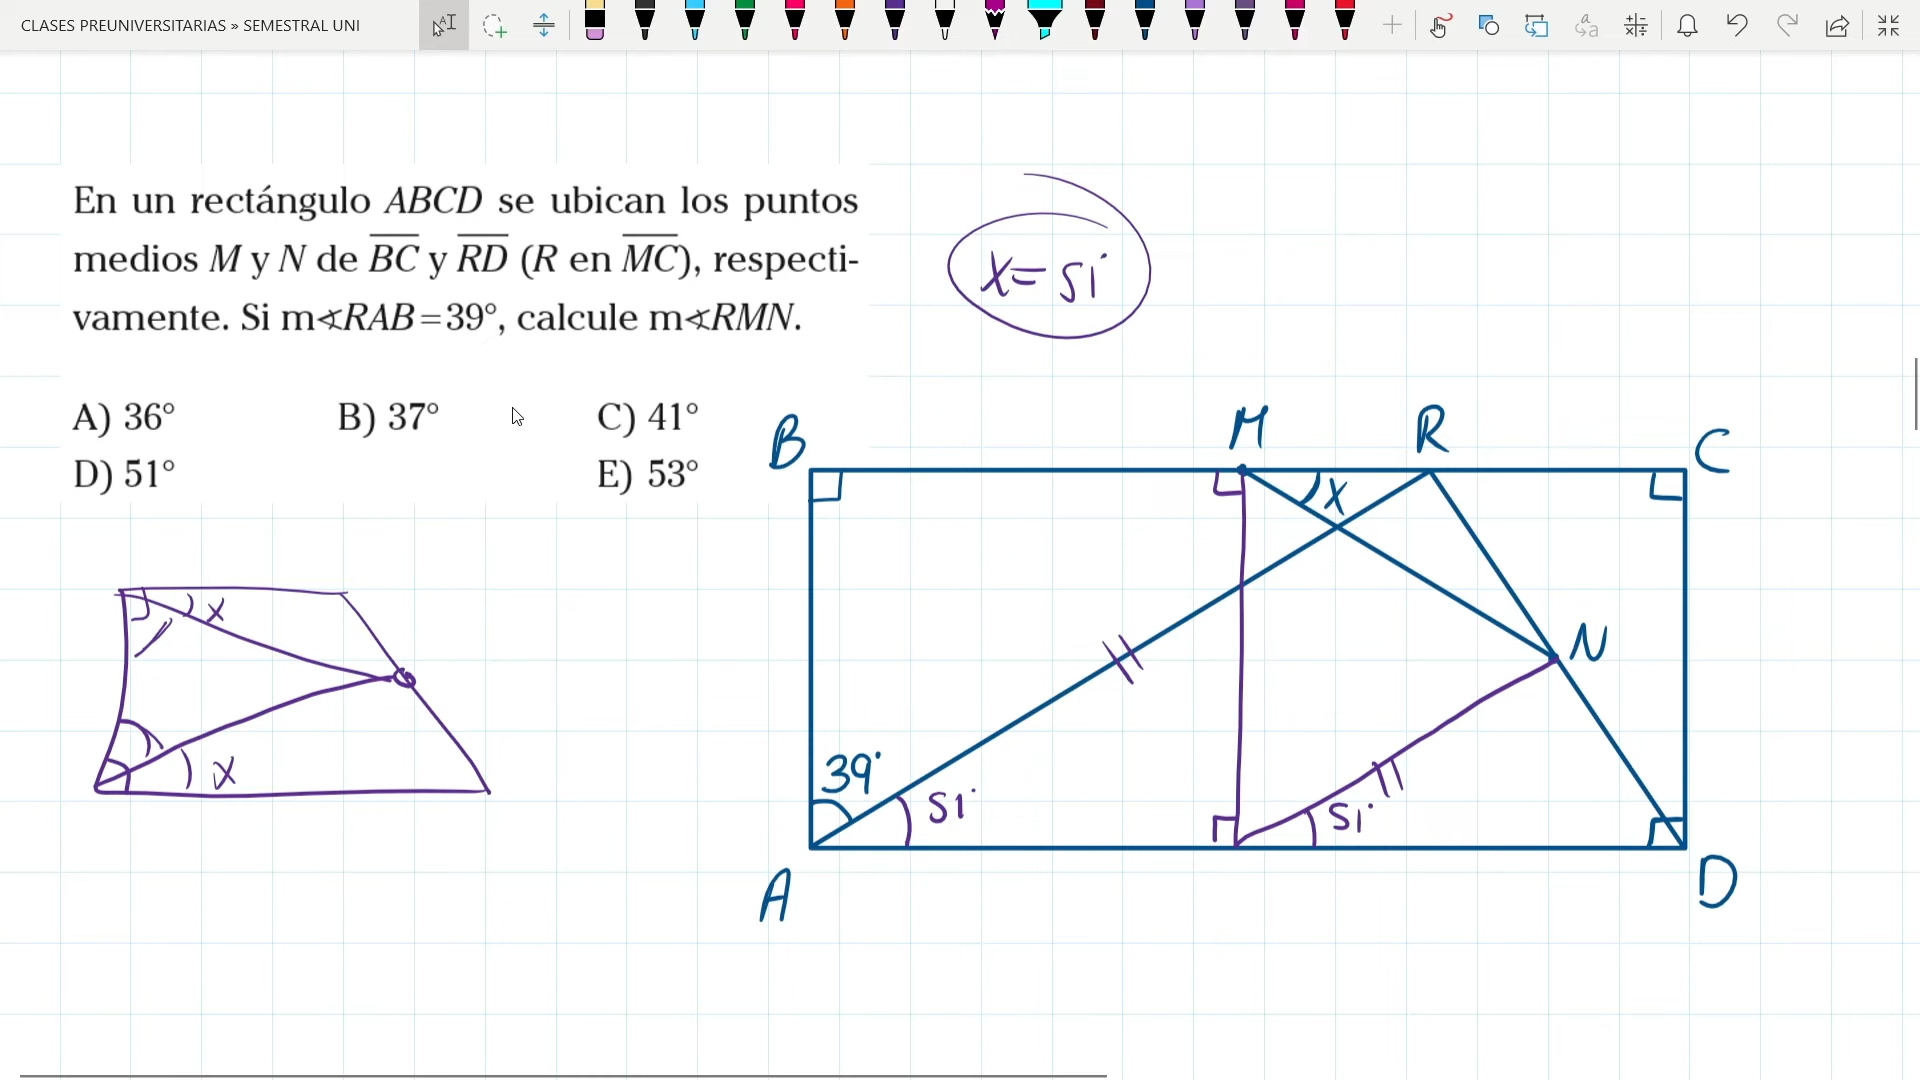 CLASES PREUNIVERSITARIAS » SEMESTRAL UNI
En un rectángulo ABCD se ubican los puntos
medios M y N de BC y RD (R en MC), respecti-
vamente. Si m∢RAB=39°, calcule m∢RMN.
A) 36° B) 37° C) 41°
D) 51° E) 53°
x=51°
B M R C
x
x
N
x
39°
51°
51°
A D